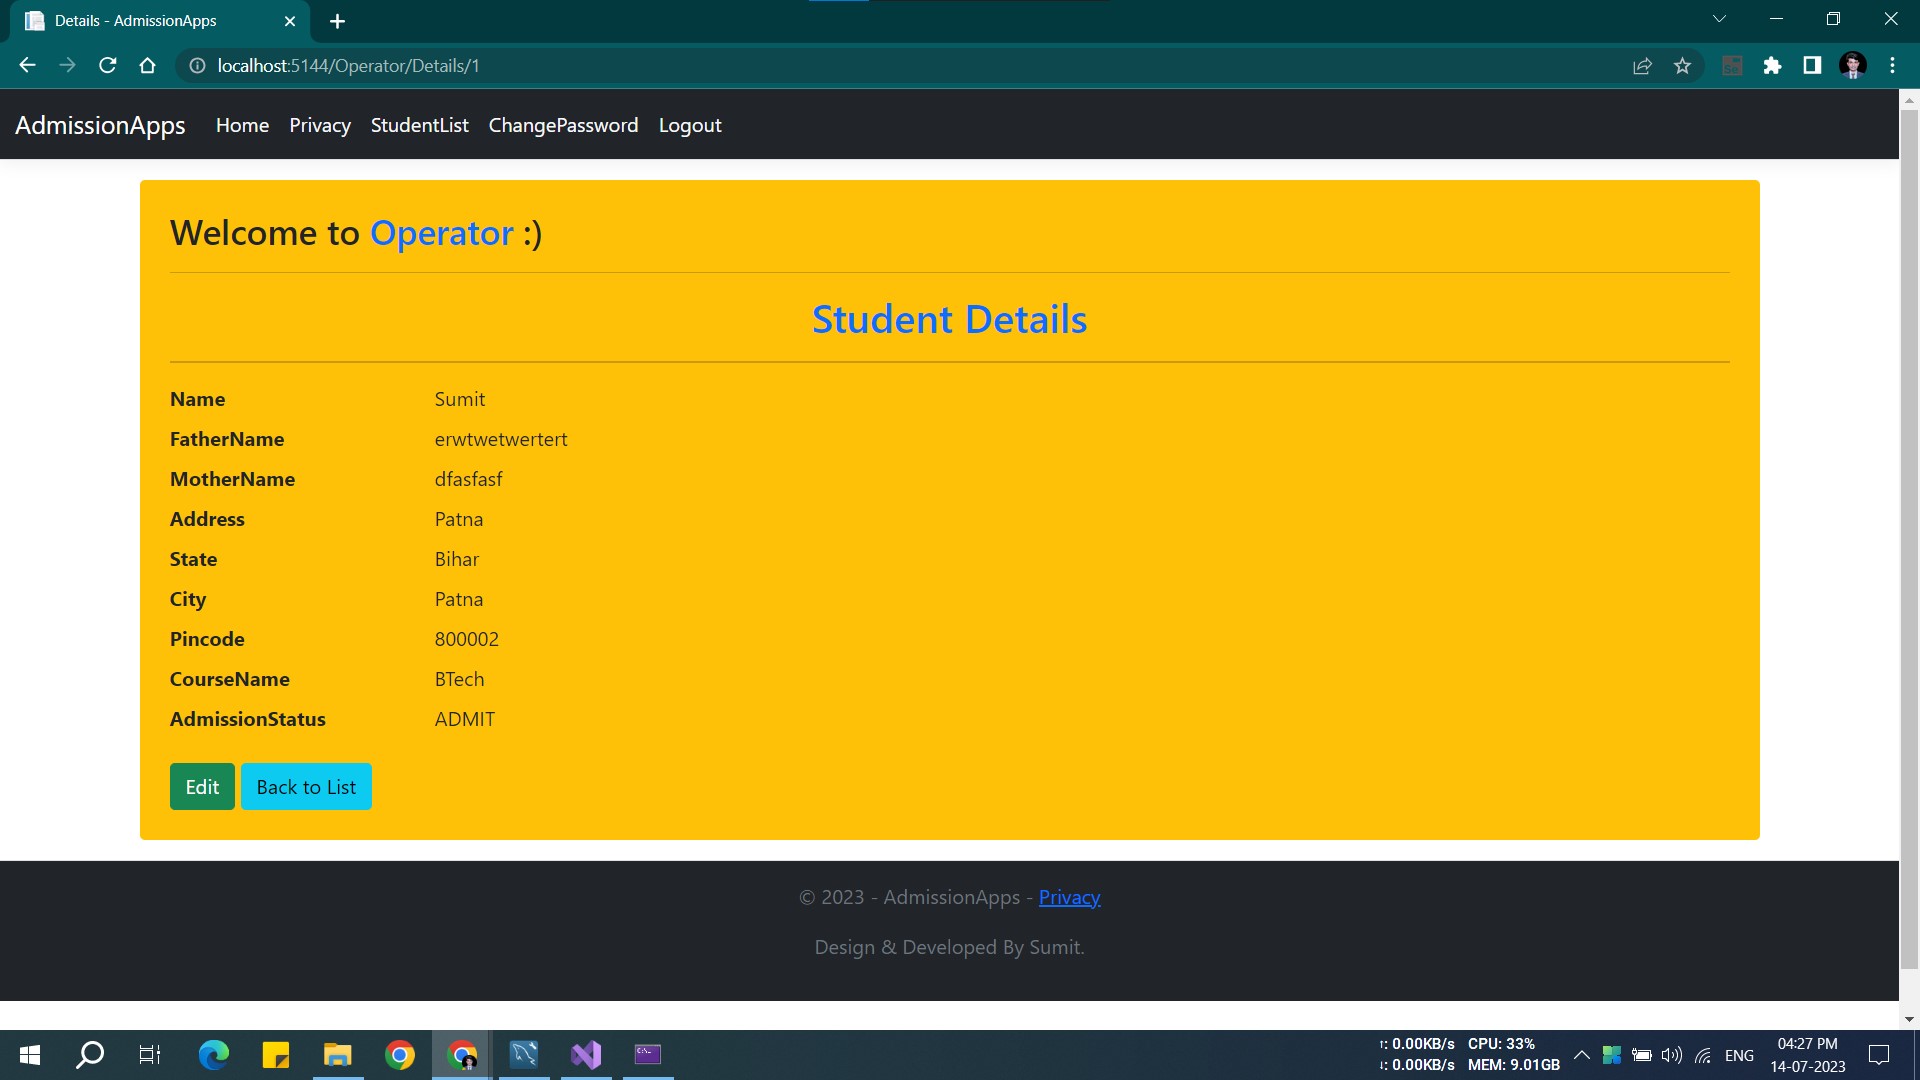 Details - AdmissionApps
localhost:5144/Operator/Details/1
AdmissionApps Home Privacy StudentList ChangePassword Logout
Welcome to Operator :)
Student Details
Name Sumit
FatherName erwtwetwertert
MotherName dfasfasf
Address Patna
State Bihar
City Patna
Pincode 800002
CourseName BTech
AdmissionStatus ADMIT
Edit Back to List
© 2023 - AdmissionApps - Privacy
Design & Developed By Sumit.
↑: 0.00KB/s CPU: 33%
↓: 0.00KB/s MEM: 9.01GB
ENG
04:27 PM
14-07-2023